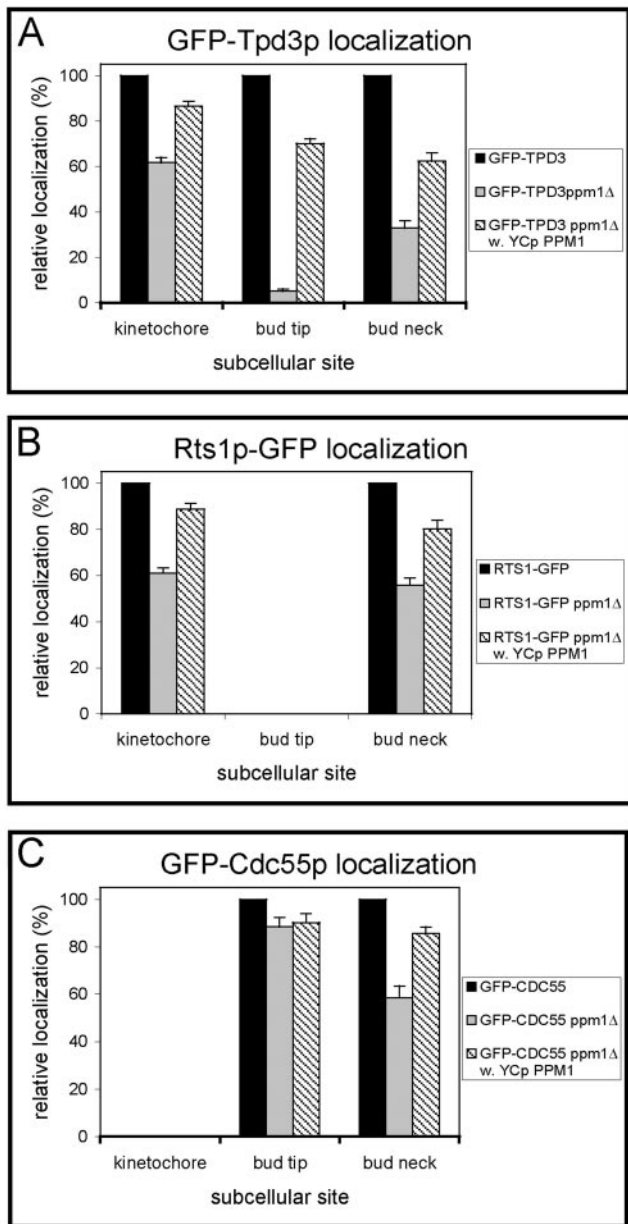 A
GFP-Tpd3p localization
relative localization (%)
100
80
60
40
20
0
kinetochore bud tip bud neck
subcellular site
GFP-TPD3
GFP-TPD3ppm1Δ
GFP-TPD3 ppm1Δ
w. YCp PPM1
B
Rts1p-GFP localization
relative localization (%)
100
80
60
40
20
0
kinetochore bud tip bud neck
subcellular site
RTS1-GFP
RTS1-GFP ppm1Δ
RTS1-GFP ppm1Δ
w. YCp PPM1
C
GFP-Cdc55p localization
relative localization (%)
100
80
60
40
20
0
kinetochore bud tip bud neck
subcellular site
GFP-CDC55
GFP-CDC55 ppm1Δ
GFP-CDC55 ppm1Δ
w. YCp PPM1